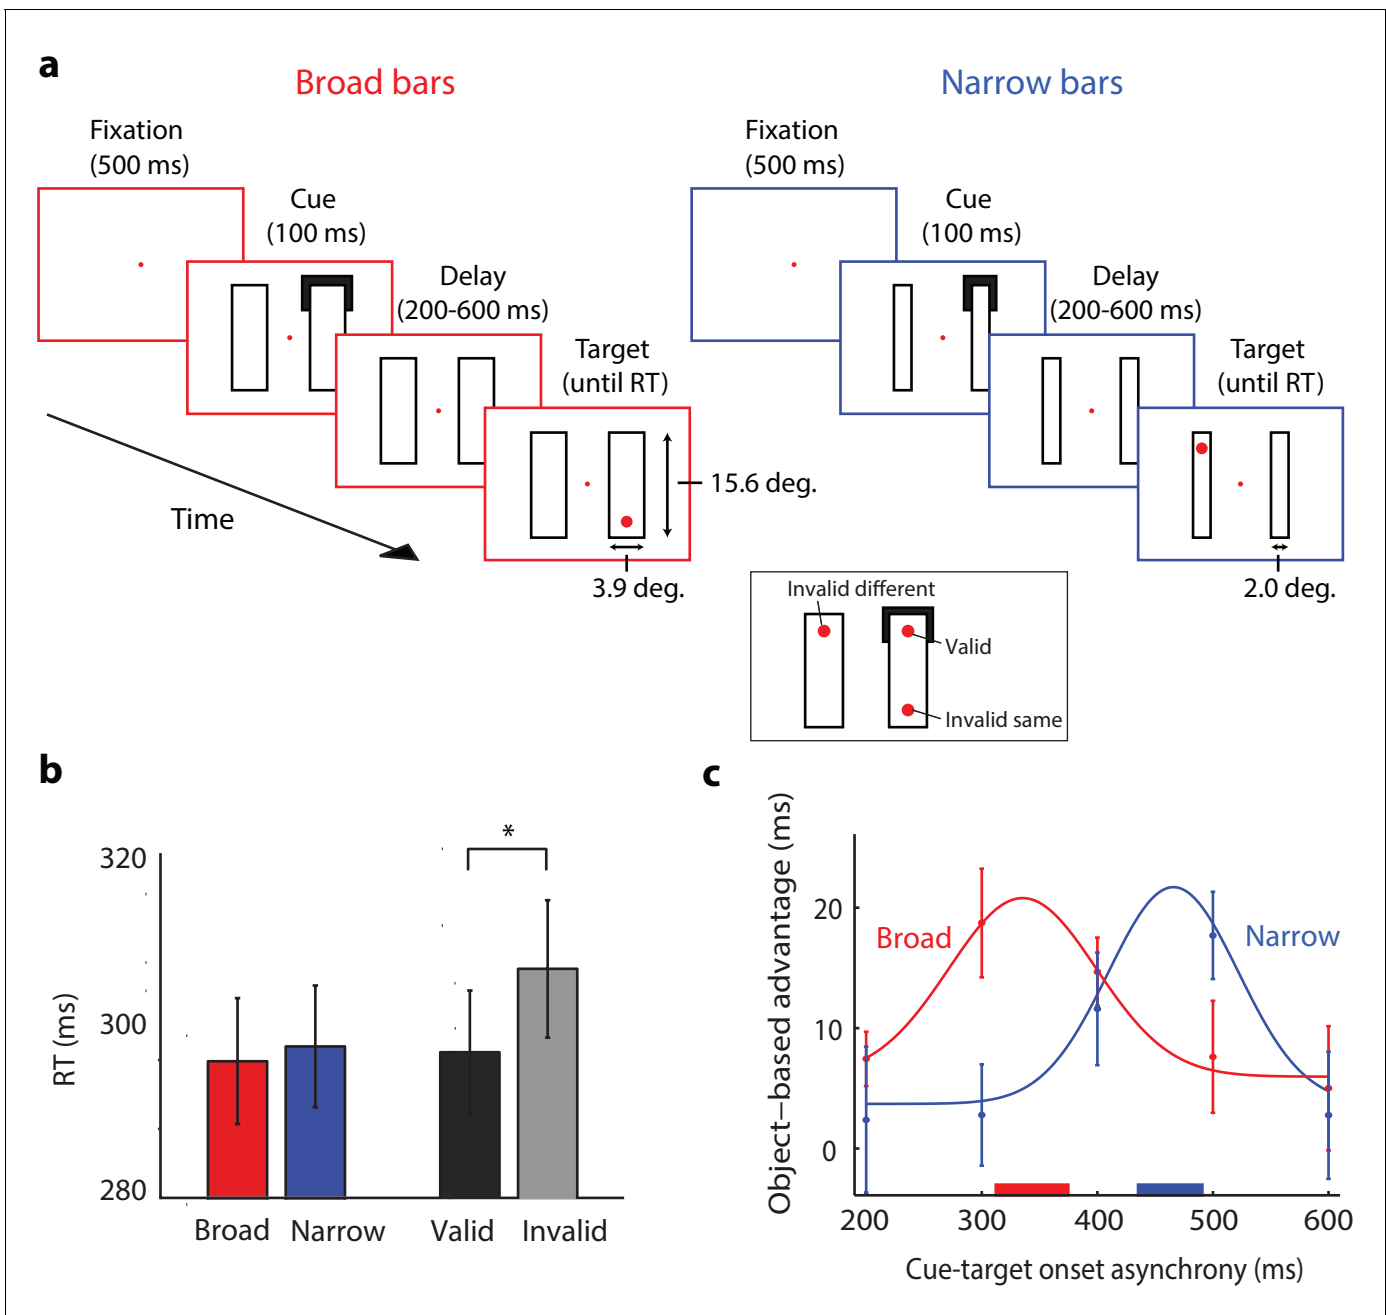 a
Broad bars
Narrow bars
Fixation
(500 ms)
Cue
(100 ms)
Delay
(200-600 ms)
Target
(until RT)
15.6 deg.
3.9 deg.
Time
Fixation
(500 ms)
Cue
(100 ms)
Delay
(200-600 ms)
Target
(until RT)
2.0 deg.
Invalid different
Valid
Invalid same
b
320
300
280
RT (ms)
*
Broad
Narrow
Valid
Invalid
c
Object–based advantage (ms)
20
10
0
Broad
Narrow
200
300
400
500
600
Cue-target onset asynchrony (ms)